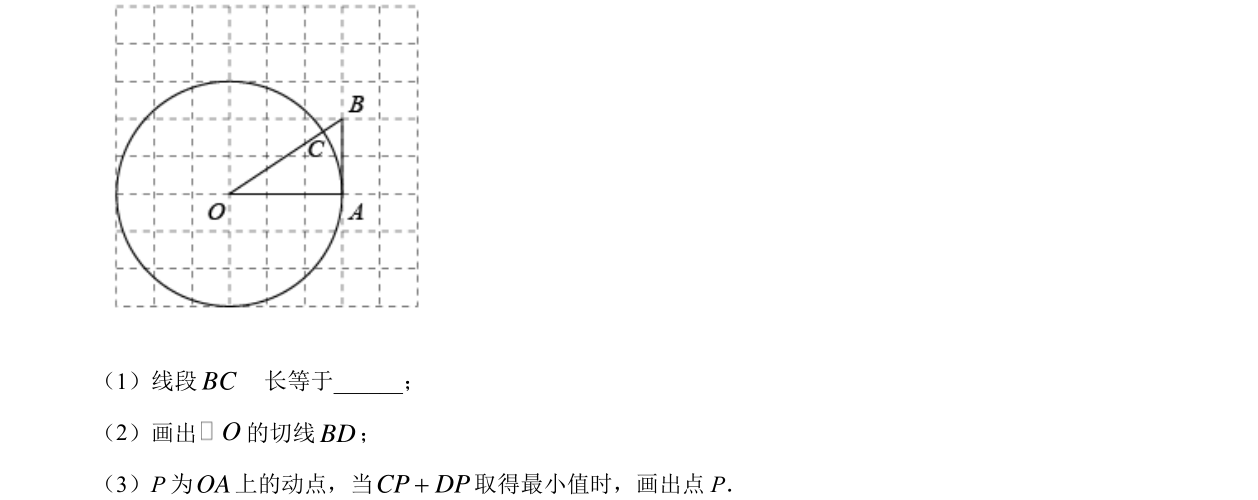 B
C
O
A
（1）线段BC 长等于______；
（2）画出□ O的切线BD；
（3）P为OA上的动点，当CP+DP取得最小值时，画出点P．